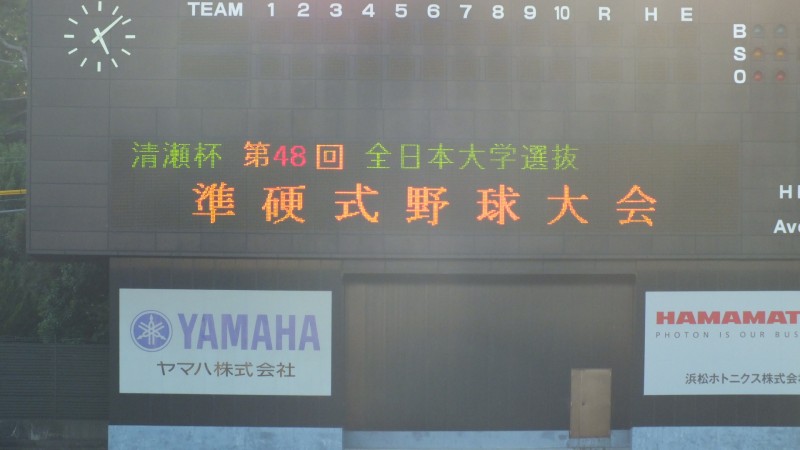 TEAM 1 2 3 4 5 6 7 8 9 10 R H E
B
S
O
清瀬杯 第48回 全日本大学選抜
準硬式野球大会
YAMAHA
ヤマハ株式会社
HAMAMAT
PHOTON IS OUR BUS
浜松ホトニクス株式会社